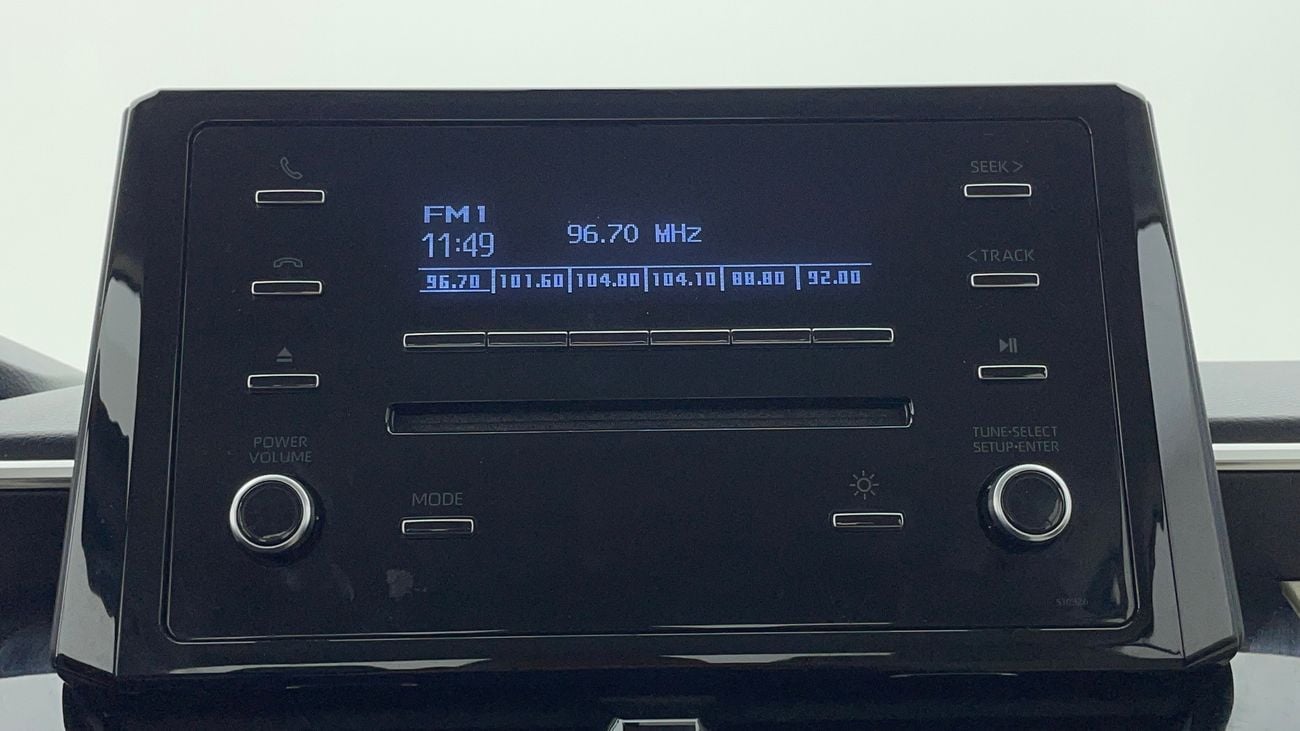 SEEK >
FM1
11:49
96.70 MHz
< TRACK
96.70 101.60 104.80 104.10 88.80 92.00
POWER
VOLUME
TUNE•SELECT
SETUP•ENTER
MODE